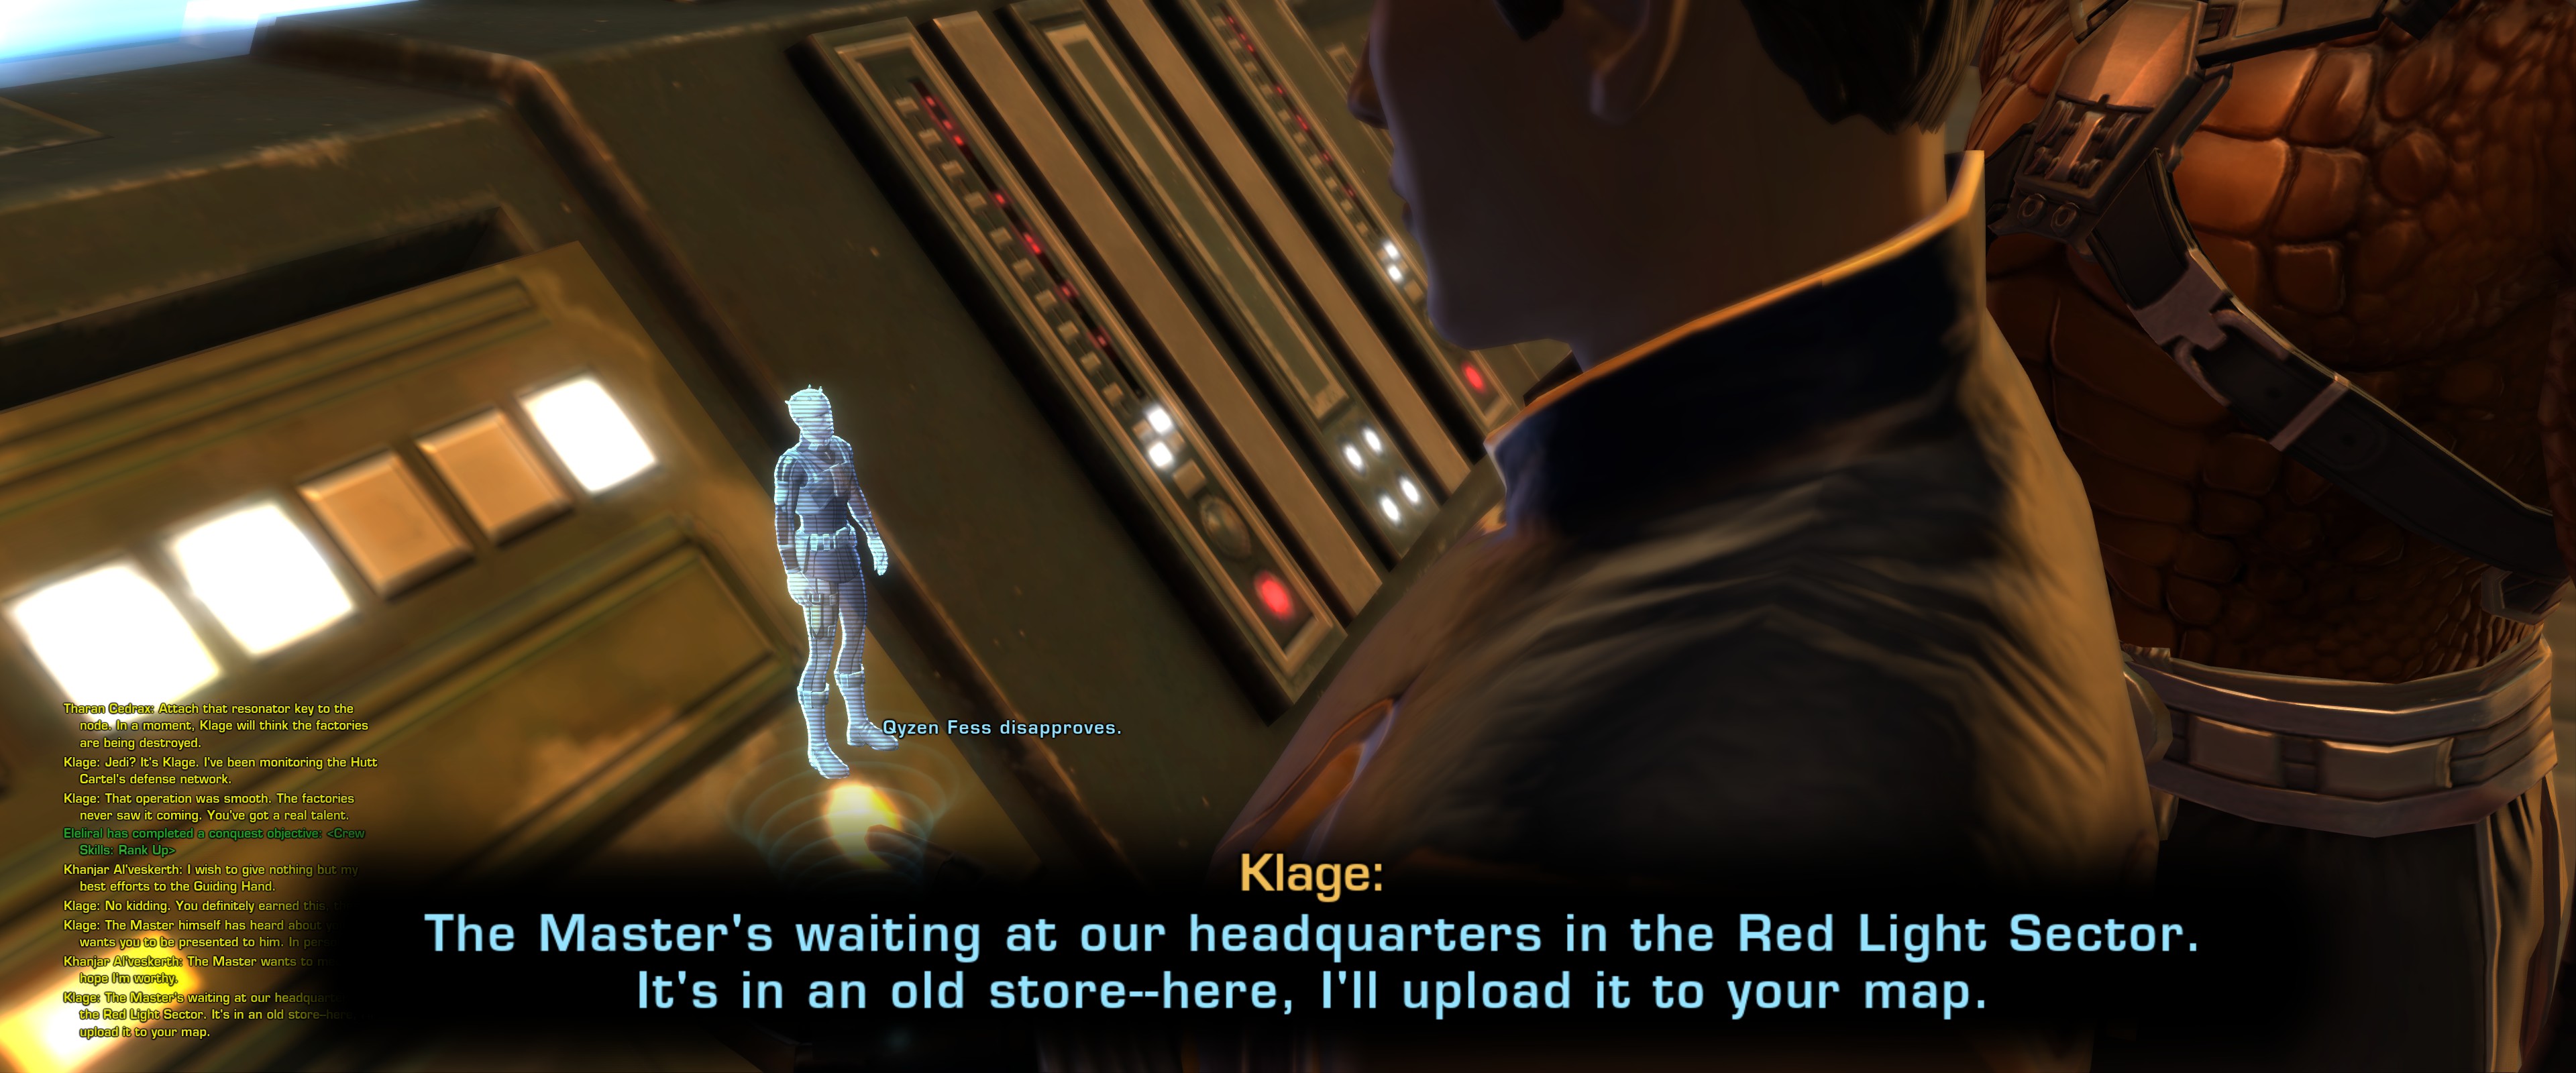 Tharan Cedrax: Attach that resonator key to the
node. In a moment, Klage will think the factories
are being destroyed.
Klage: Jedi? It's Klage. I've been monitoring the Hutt
Cartel's defense network.
Klage: That operation was smooth. The factories
never saw it coming. You've got a real talent.
Eleliral has completed a conquest objective: <Crew
Skills: Rank Up>
Khanjar Al'veskerth: I wish to give nothing but my
best efforts to the Guiding Hand.
Klage: No kidding. You definitely earned this,
Klage: The Master himself has heard about
wants you to be presented to him. In
Khanjar Al'veskerth: The Master wants to
hope I'm worthy.
Klage: The Master's waiting at our
the Red Light Sector. It's in an old store--here,
upload it to your map.
Qyzen Fess disapproves.
Klage:
The Master's waiting at our headquarters in the Red Light Sector.
It's in an old store--here, I'll upload it to your map.